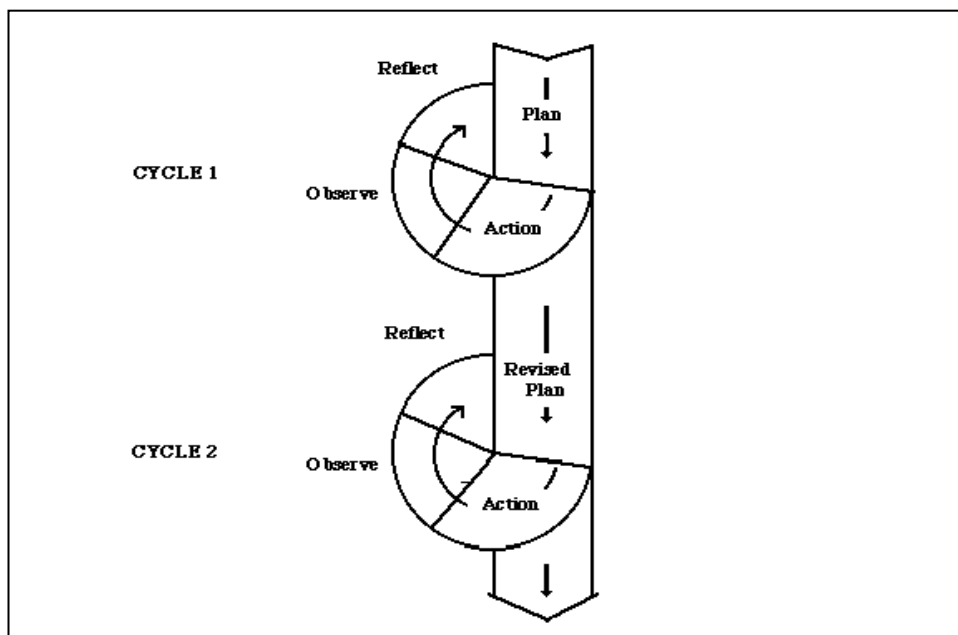 Reflect
Plan
CYCLE 1
Observe
Action
Reflect
Revised
Plan
CYCLE 2
Observe
Action